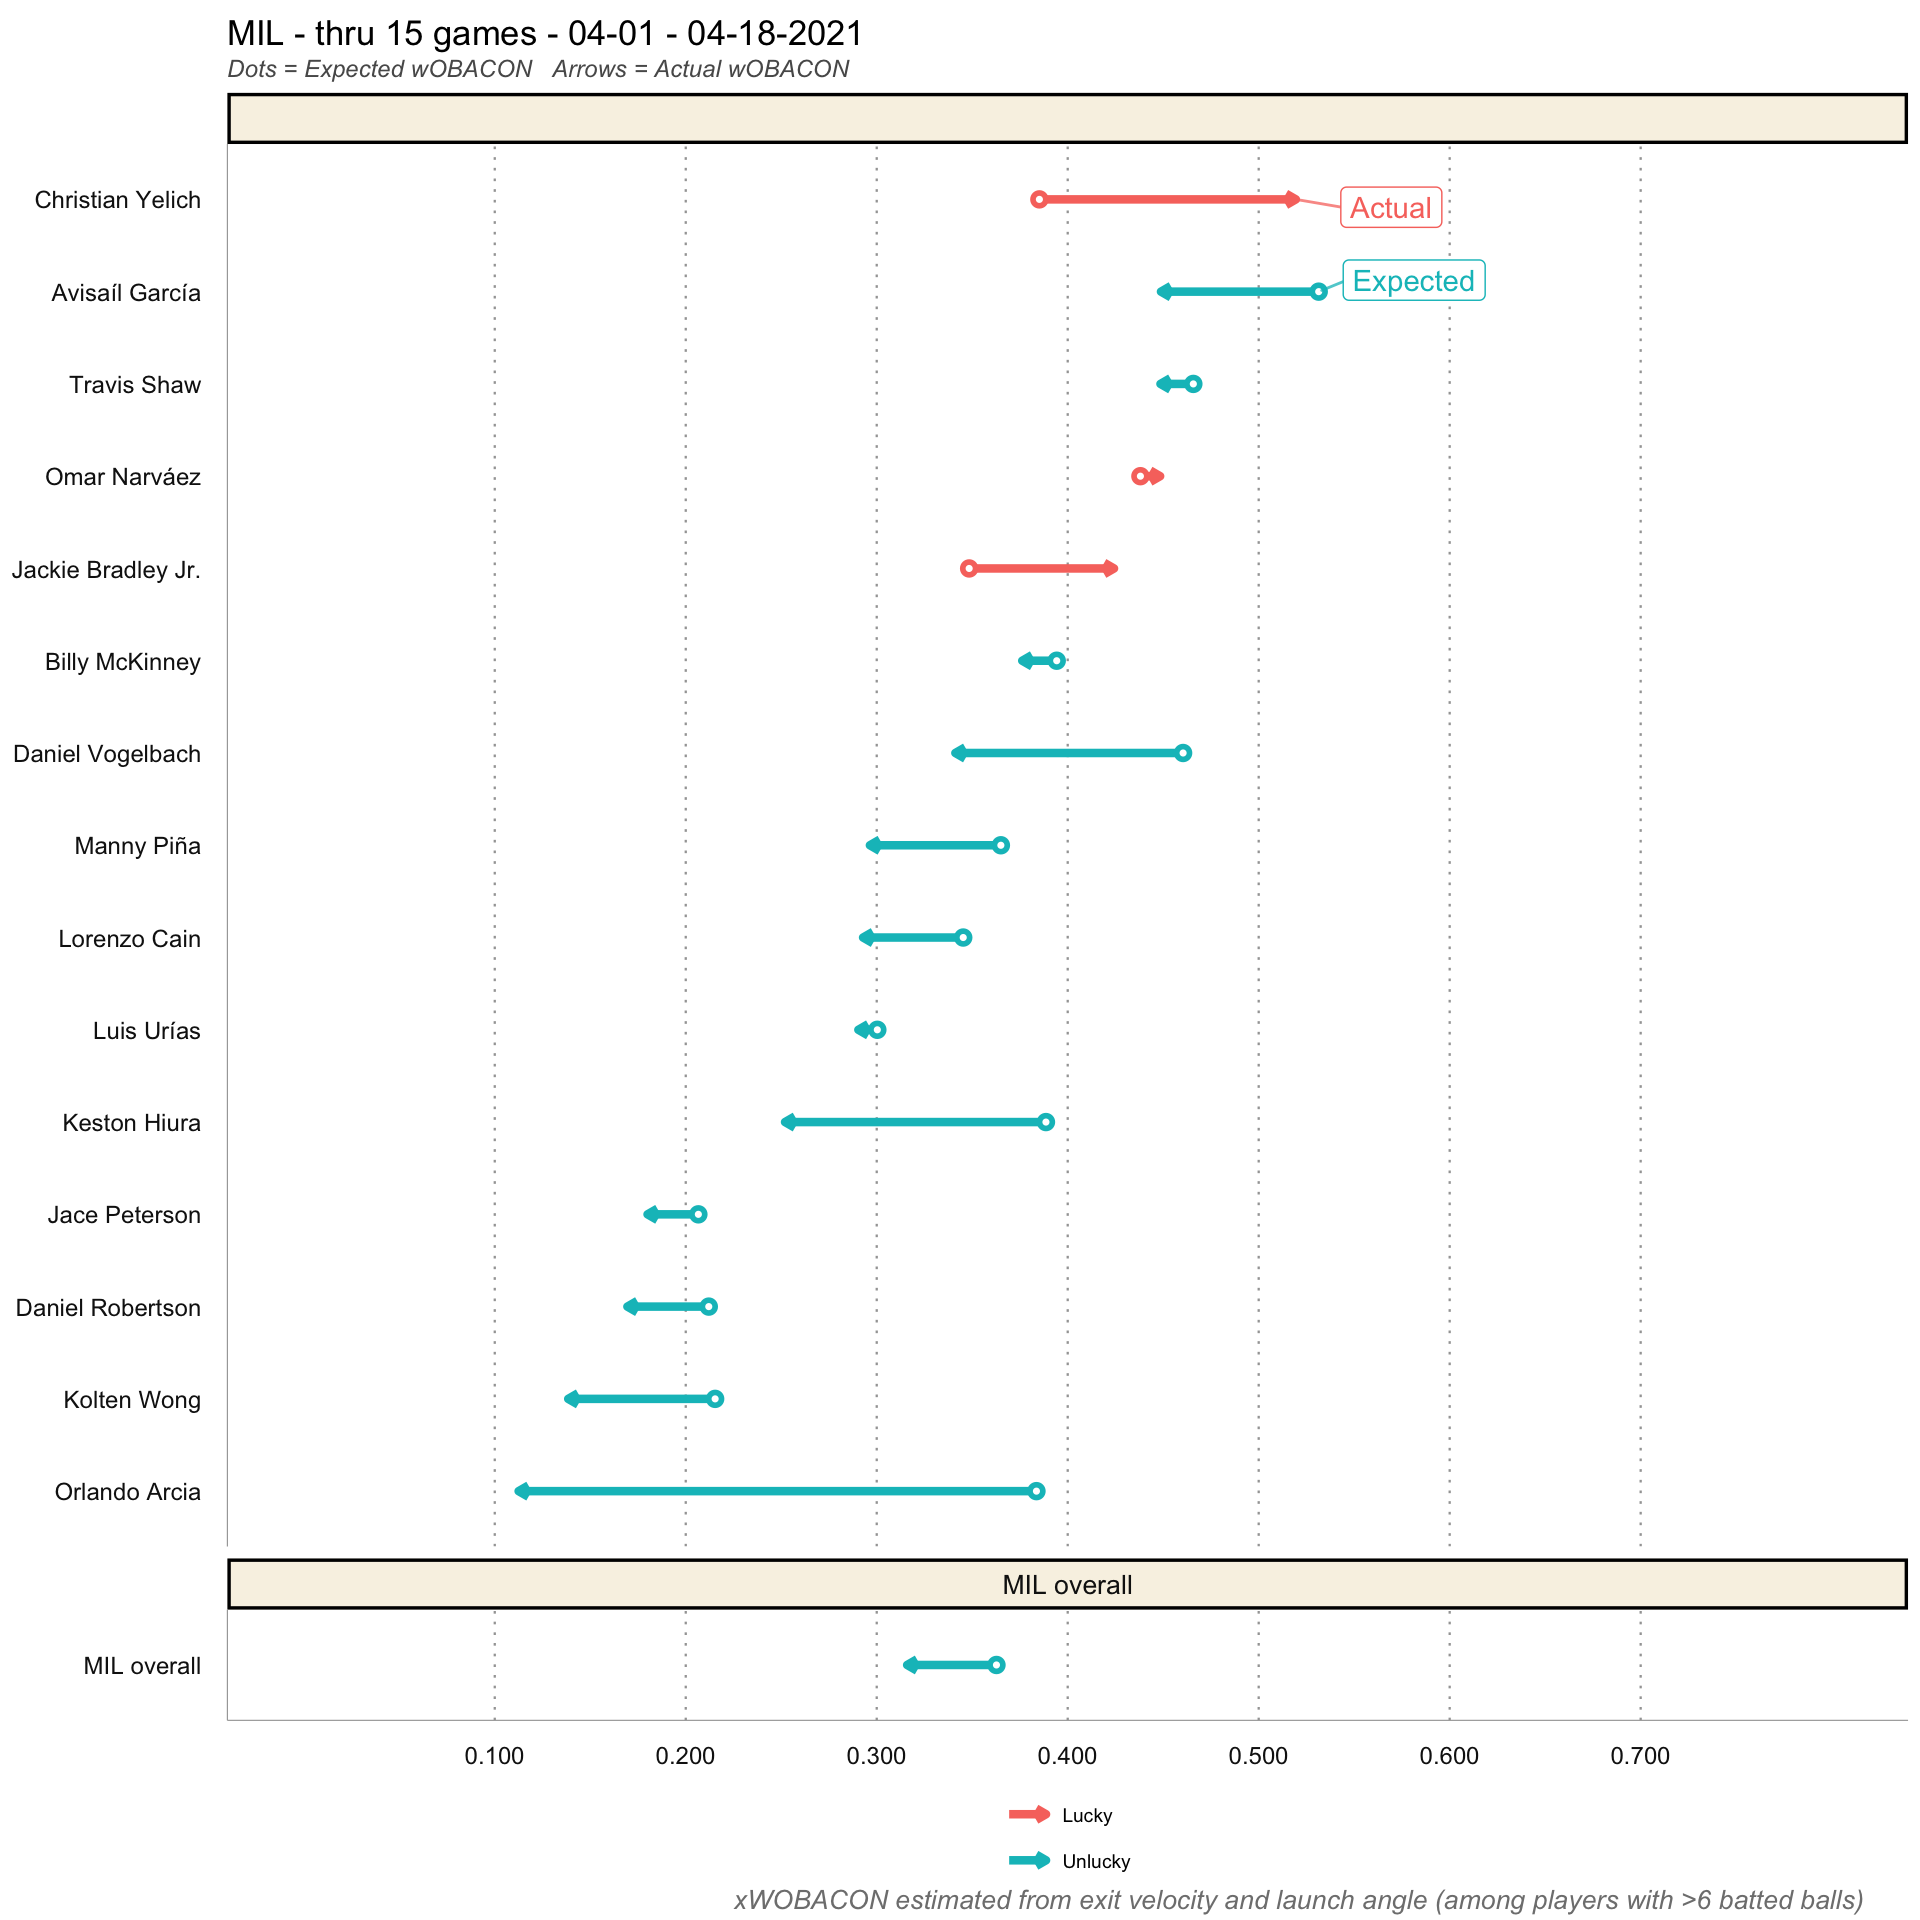 MIL - thru 15 games - 04-01 - 04-18-2021
Dots = Expected wOBACON   Arrows = Actual wOBACON
Christian Yelich
Actual
Avisaíl García
Expected
Travis Shaw
Omar Narváez
Jackie Bradley Jr.
Billy McKinney
Daniel Vogelbach
Manny Piña
Lorenzo Cain
Luis Urías
Keston Hiura
Jace Peterson
Daniel Robertson
Kolten Wong
Orlando Arcia
MIL overall
MIL overall
0.100 0.200 0.300 0.400 0.500 0.600 0.700
Lucky
Unlucky
xWOBACON estimated from exit velocity and launch angle (among players with >6 batted balls)